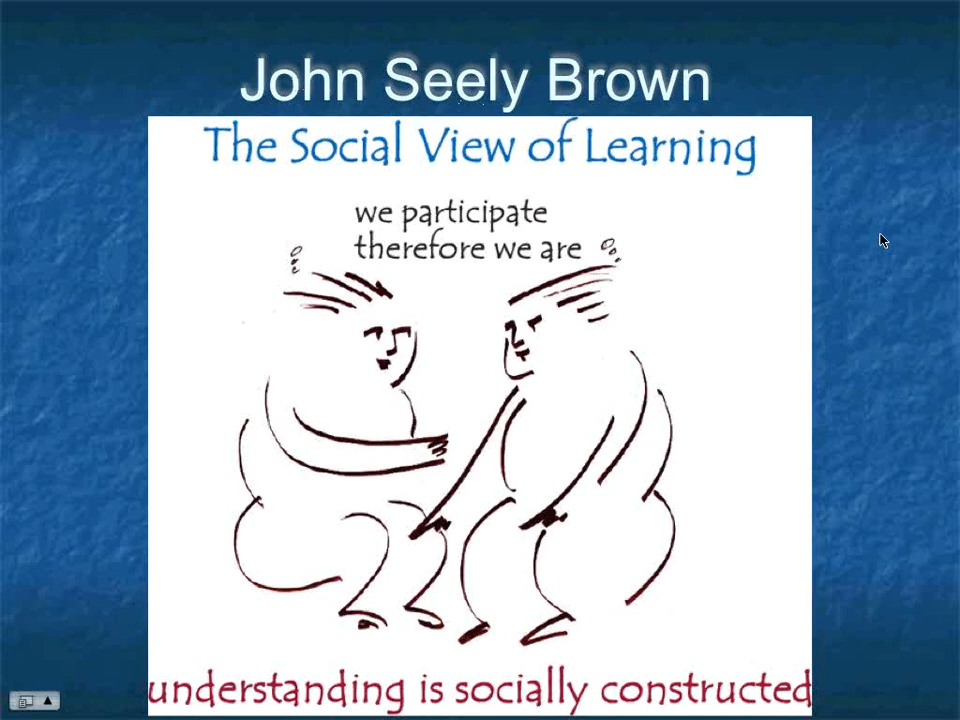 John Seely Brown
The Social View of Learning
we participate
therefore we are
understanding is socially constructed